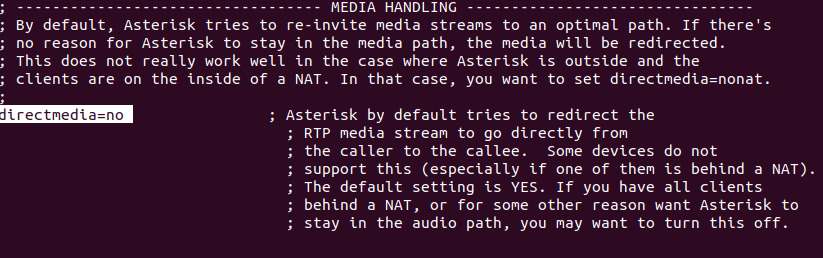 ; ---------------------------------- MEDIA HANDLING --------------------------------
; By default, Asterisk tries to re-invite media streams to an optimal path. If there's
; no reason for Asterisk to stay in the media path, the media will be redirected.
; This does not really work well in the case where Asterisk is outside and the
; clients are on the inside of a NAT. In that case, you want to set directmedia=nonat.
;
directmedia=no                ; Asterisk by default tries to redirect the
                                ; RTP media stream to go directly from
                                ; the caller to the callee.  Some devices do not
                                ; support this (especially if one of them is behind a NAT).
                                ; The default setting is YES. If you have all clients
                                ; behind a NAT, or for some other reason want Asterisk to
                                ; stay in the audio path, you may want to turn this off.